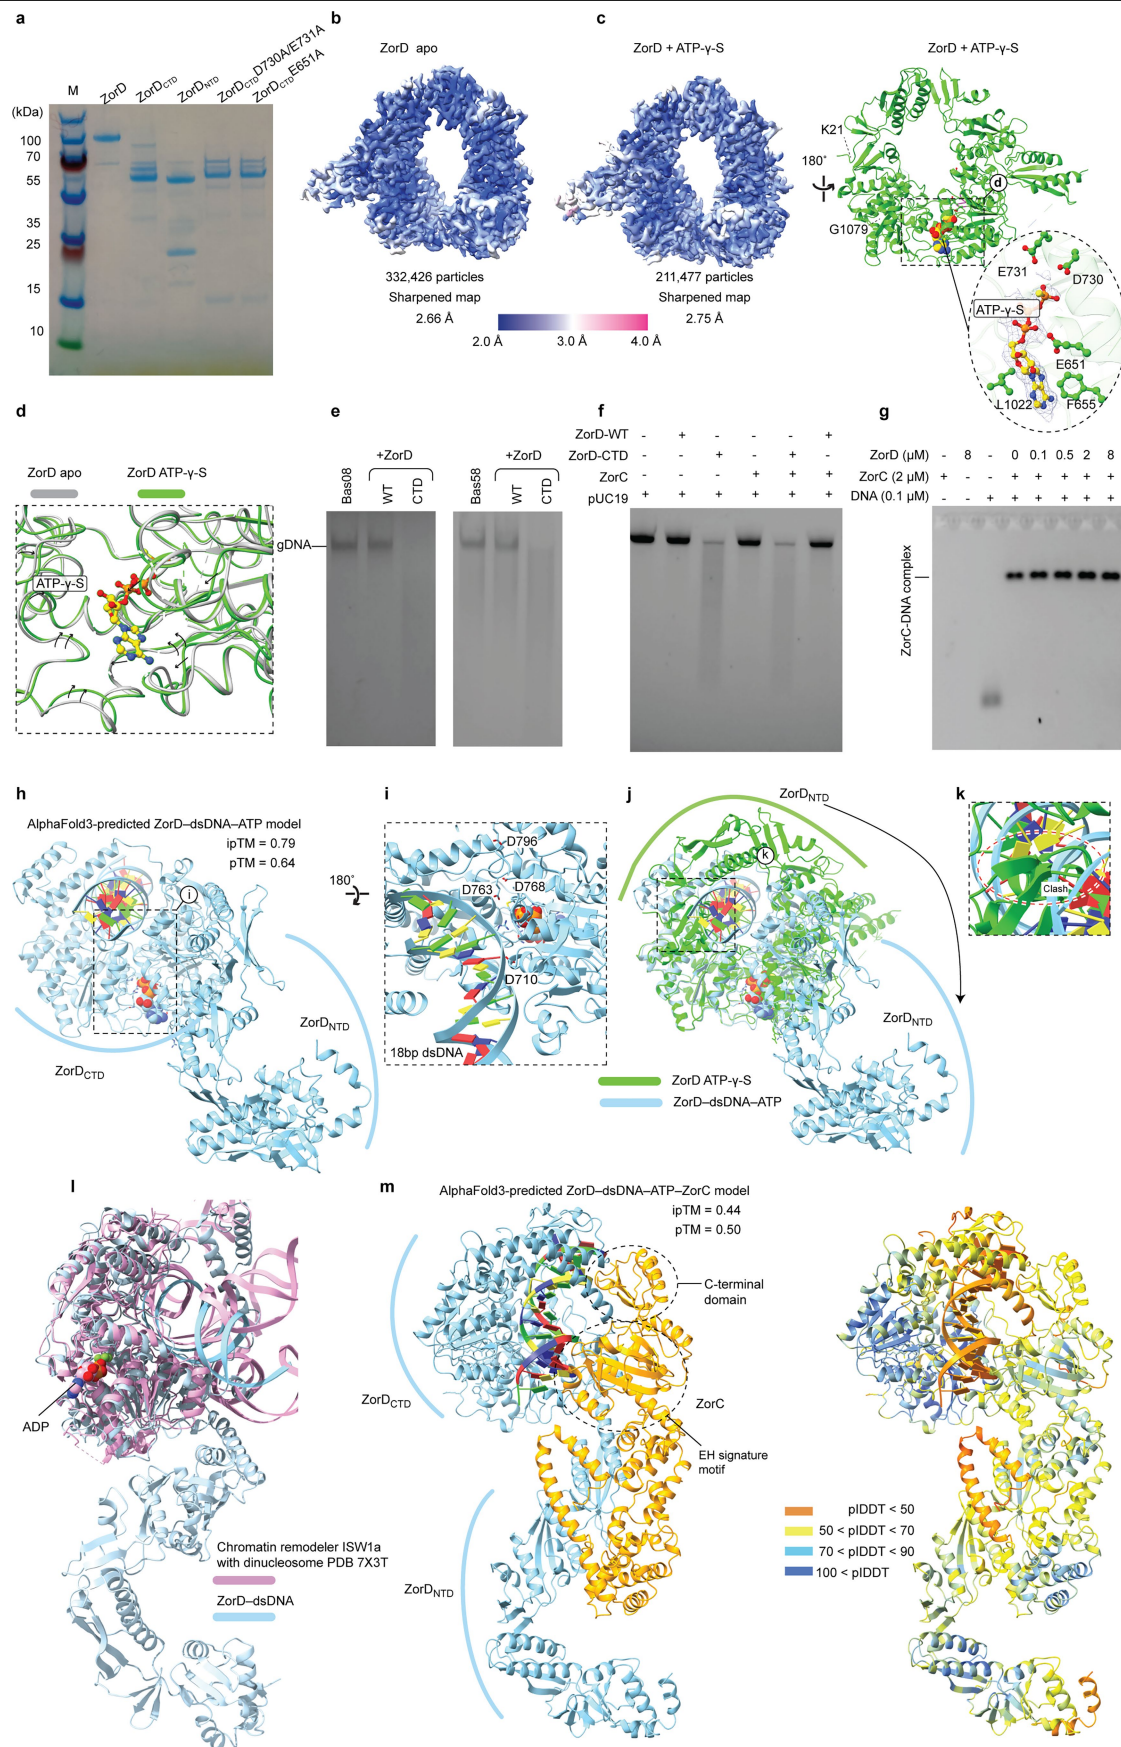 a
M
ZorD
ZorDCTD
ZorDNTD
ZorDCTDD730A/E731A
ZorDCTDE651A
(kDa)
100
70
55
35
25
15
10
b
ZorD apo
332,426 particles
Sharpened map
2.66 Å
2.0 Å
3.0 Å
4.0 Å
c
ZorD + ATP-γ-S
211,477 particles
Sharpened map
2.75 Å
ZorD + ATP-γ-S
K21
180°
d
G1079
E731
D730
ATP-γ-S
E651
L1022
F655
d
ZorD apo
ZorD ATP-γ-S
ATP-γ-S
e
+ZorD
Bas08
WT
CTD
+ZorD
Bas58
WT
CTD
gDNA
f
ZorD-WT - + - - - +
ZorD-CTD - - + - + -
ZorC - - - + + +
pUC19 + + + + + +
g
ZorD (μM) - 8 - 0 0.1 0.5 2 8
ZorC (2 μM) + - - + + + + +
DNA (0.1 μM) - - + + + + + +
ZorC-DNA complex
h
AlphaFold3-predicted ZorD–dsDNA–ATP model
ipTM = 0.79
pTM = 0.64
i
ZorDNTD
ZorDCTD
180°
i
D796
D763
D768
D710
18bp dsDNA
j
ZorDNTD
k
ZorDNTD
ZorD ATP-γ-S
ZorD–dsDNA–ATP
k
Clash
l
ADP
Chromatin remodeler ISW1a
with dinucleosome PDB 7X3T
ZorD–dsDNA
m
AlphaFold3-predicted ZorD–dsDNA–ATP–ZorC model
ipTM = 0.44
pTM = 0.50
C-terminal
domain
ZorDCTD
ZorC
EH signature
motif
ZorDNTD
plDDT < 50
50 < plDDT < 70
70 < plDDT < 90
100 < plDDT